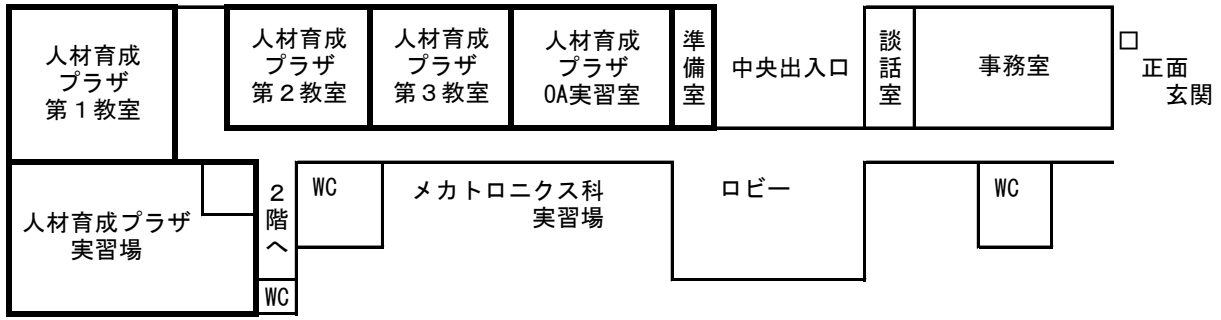 人材育成
プラザ
第１教室
人材育成
プラザ
第２教室
人材育成
プラザ
第３教室
人材育成
プラザ
OA実習室
準備室
中央出入口
談話室
事務室
正面
玄関
人材育成プラザ
実習場
２階へ
WC
WC
メカトロニクス科
実習場
ロビー
WC